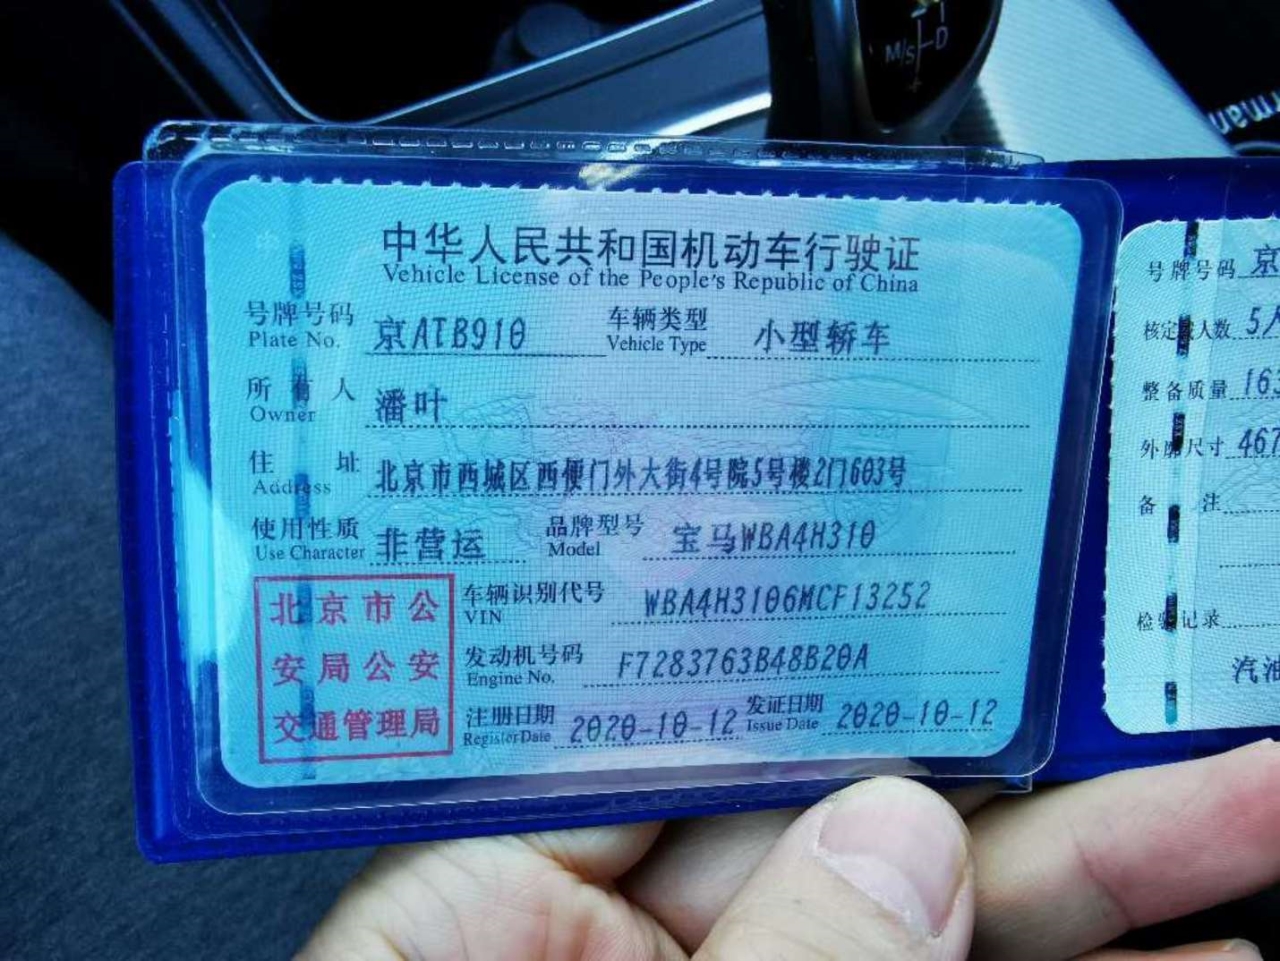 M/S D
rman
中华人民共和国机动车行驶证
Vehicle License of the People's Republic of China
号牌号码 京ATB910 车辆类型 小型轿车
Plate No. Vehicle Type
所有人 潘叶
Owner
住址 北京市西城区西便门外大街4号院5号楼2门603号
Address
使用性质 非营运 品牌型号 宝马WBA4H310
Use Character Model
北京市公
安局公安
交通管理局
车辆识别代号 WBA4H3106MCF13252
VIN
发动机号码 F7283763B48B20A
Engine No.
注册日期 2020-10-12 发证日期 2020-10-12
Register Date Issue Date
号牌号码 京
核定载人数 5人
整备质量 163
外廓尺寸 467
备注
检验记录
汽油